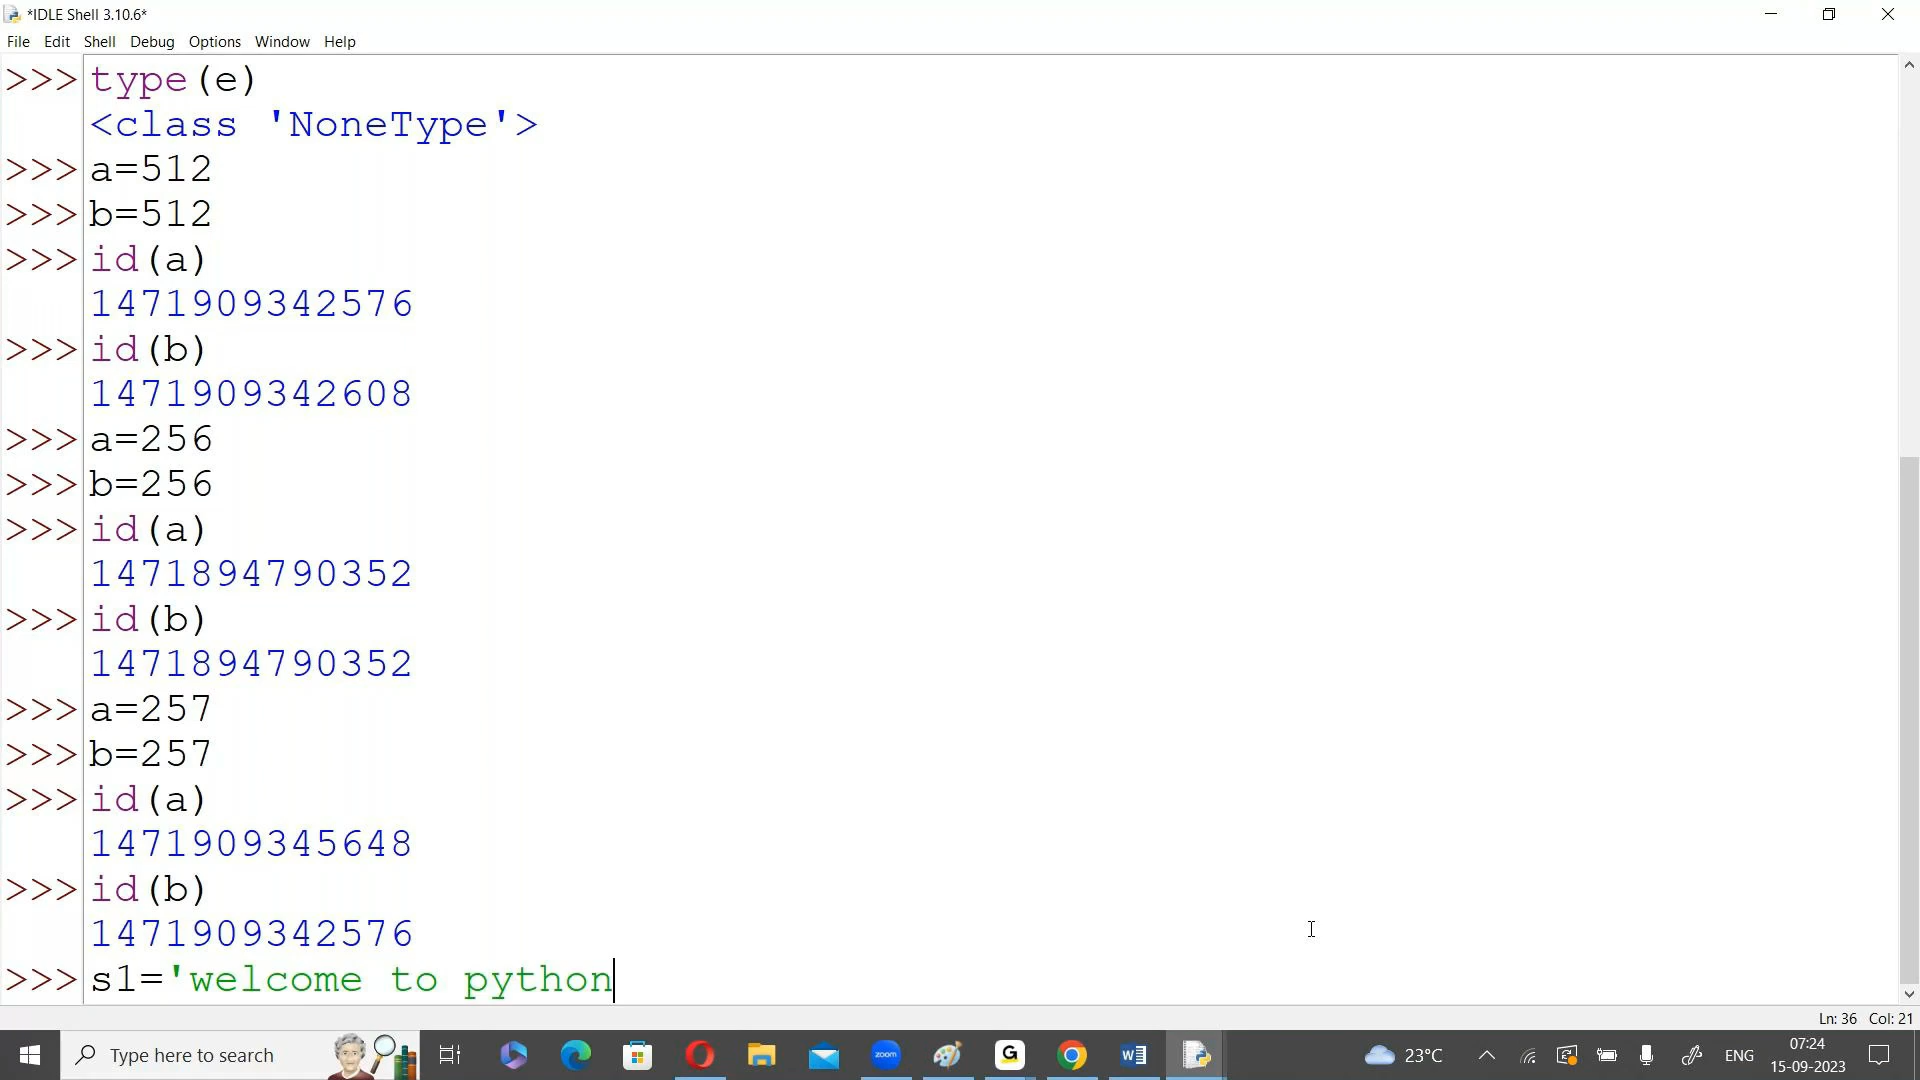 *IDLE Shell 3.10.6*
File Edit Shell Debug Options Window Help
>>> type(e)
<class 'NoneType'>
>>> a=512
>>> b=512
>>> id(a)
1471909342576
>>> id(b)
1471909342608
>>> a=256
>>> b=256
>>> id(a)
1471894790352
>>> id(b)
1471894790352
>>> a=257
>>> b=257
>>> id(a)
1471909345648
>>> id(b)
1471909342576
>>> s1='welcome to python
Ln: 36 Col: 21
Type here to search
zoom
G
W
23°C
ENG
07:24
15-09-2023